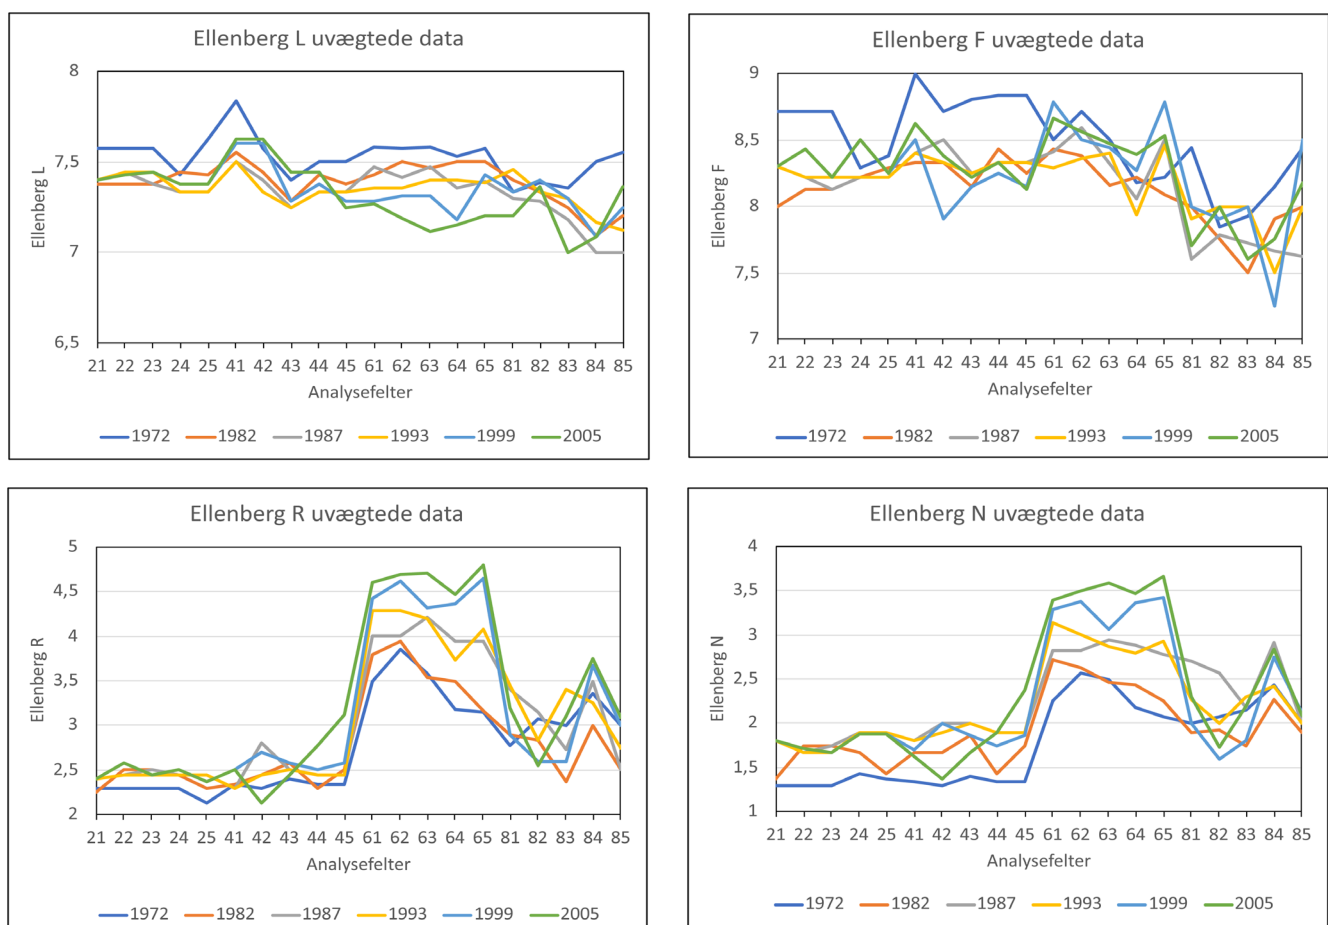 Ellenberg L uvægtede data
8
7,5
7
6,5
Ellenberg L
21 22 23 24 25 41 42 43 44 45 61 62 63 64 65 81 82 83 84 85
Analysefelter
1972 1982 1987 1993 1999 2005
Ellenberg F uvægtede data
9
8,5
8
7,5
7
Ellenberg F
21 22 23 24 25 41 42 43 44 45 61 62 63 64 65 81 82 83 84 85
Analysefelter
1972 1982 1987 1993 1999 2005
Ellenberg R uvægtede data
5
4,5
4
3,5
3
2,5
2
Ellenberg R
21 22 23 24 25 41 42 43 44 45 61 62 63 64 65 81 82 83 84 85
Analysefelter
1972 1982 1987 1993 1999 2005
Ellenberg N uvægtede data
4
3,5
3
2,5
2
1,5
1
Ellenberg N
21 22 23 24 25 41 42 43 44 45 61 62 63 64 65 81 82 83 84 85
Analysefelter
1972 1982 1987 1993 1999 2005